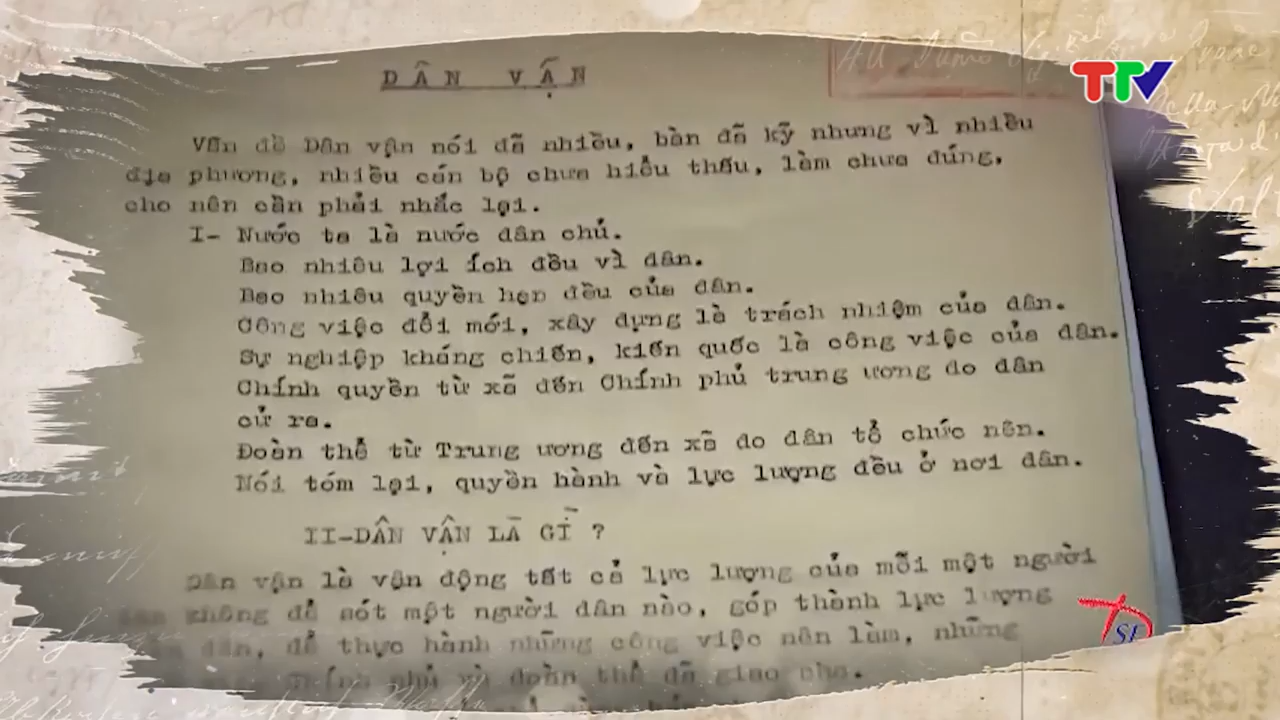 TTV
DÂN VẬN
Vấn đề Dân vận nói đã nhiều, bàn đã kỹ nhưng vì nhiều
địa phương, nhiều cán bộ chưa hiểu thấu, làm chưa đúng,
cho nên cần phải nhắc lại.
I- Nước ta là nước dân chủ.
Bao nhiêu lợi ích đều vì dân.
Bao nhiêu quyền hạn đều của dân.
Công việc đổi mới, xây dựng là trách nhiệm của dân.
Sự nghiệp kháng chiến, kiến quốc là công việc của dân.
Chính quyền từ xã đến Chính phủ trung ương do dân
cử ra.
Đoàn thể từ Trung ương đến xã do dân tổ chức nên.
Nói tóm lại, quyền hành và lực lượng đều ở nơi dân.
II-DÂN VẬN LÀ GÌ ?
Dân vận là vận động tất cả lực lượng của mỗi một người
không để sót một người dân nào, góp thành lực lượng
dân, để thực hành những công việc nên làm, những
phủ và đoàn thể đã giao cho.